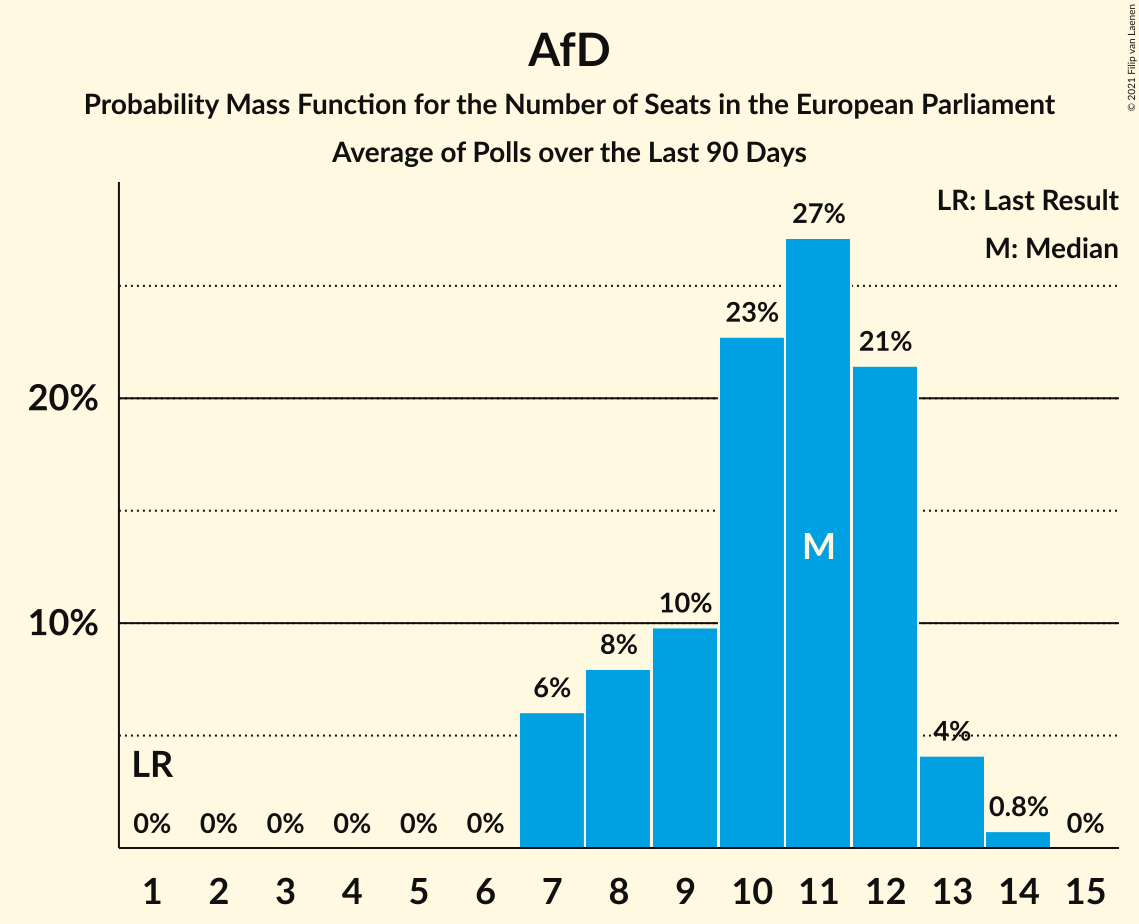 AfD
Probability Mass Function for the Number of Seats in the European Parliament
Average of Polls over the Last 90 Days
© 2021 Filip van Laenen
LR: Last Result
M: Median
27%
23%
21%
20%
M
10%
10%
8%
6%
4%
LR
0.8%
0% 0% 0% 0% 0% 0% 0%
1 2 3 4 5 6 7 8 9 10 11 12 13 14 15